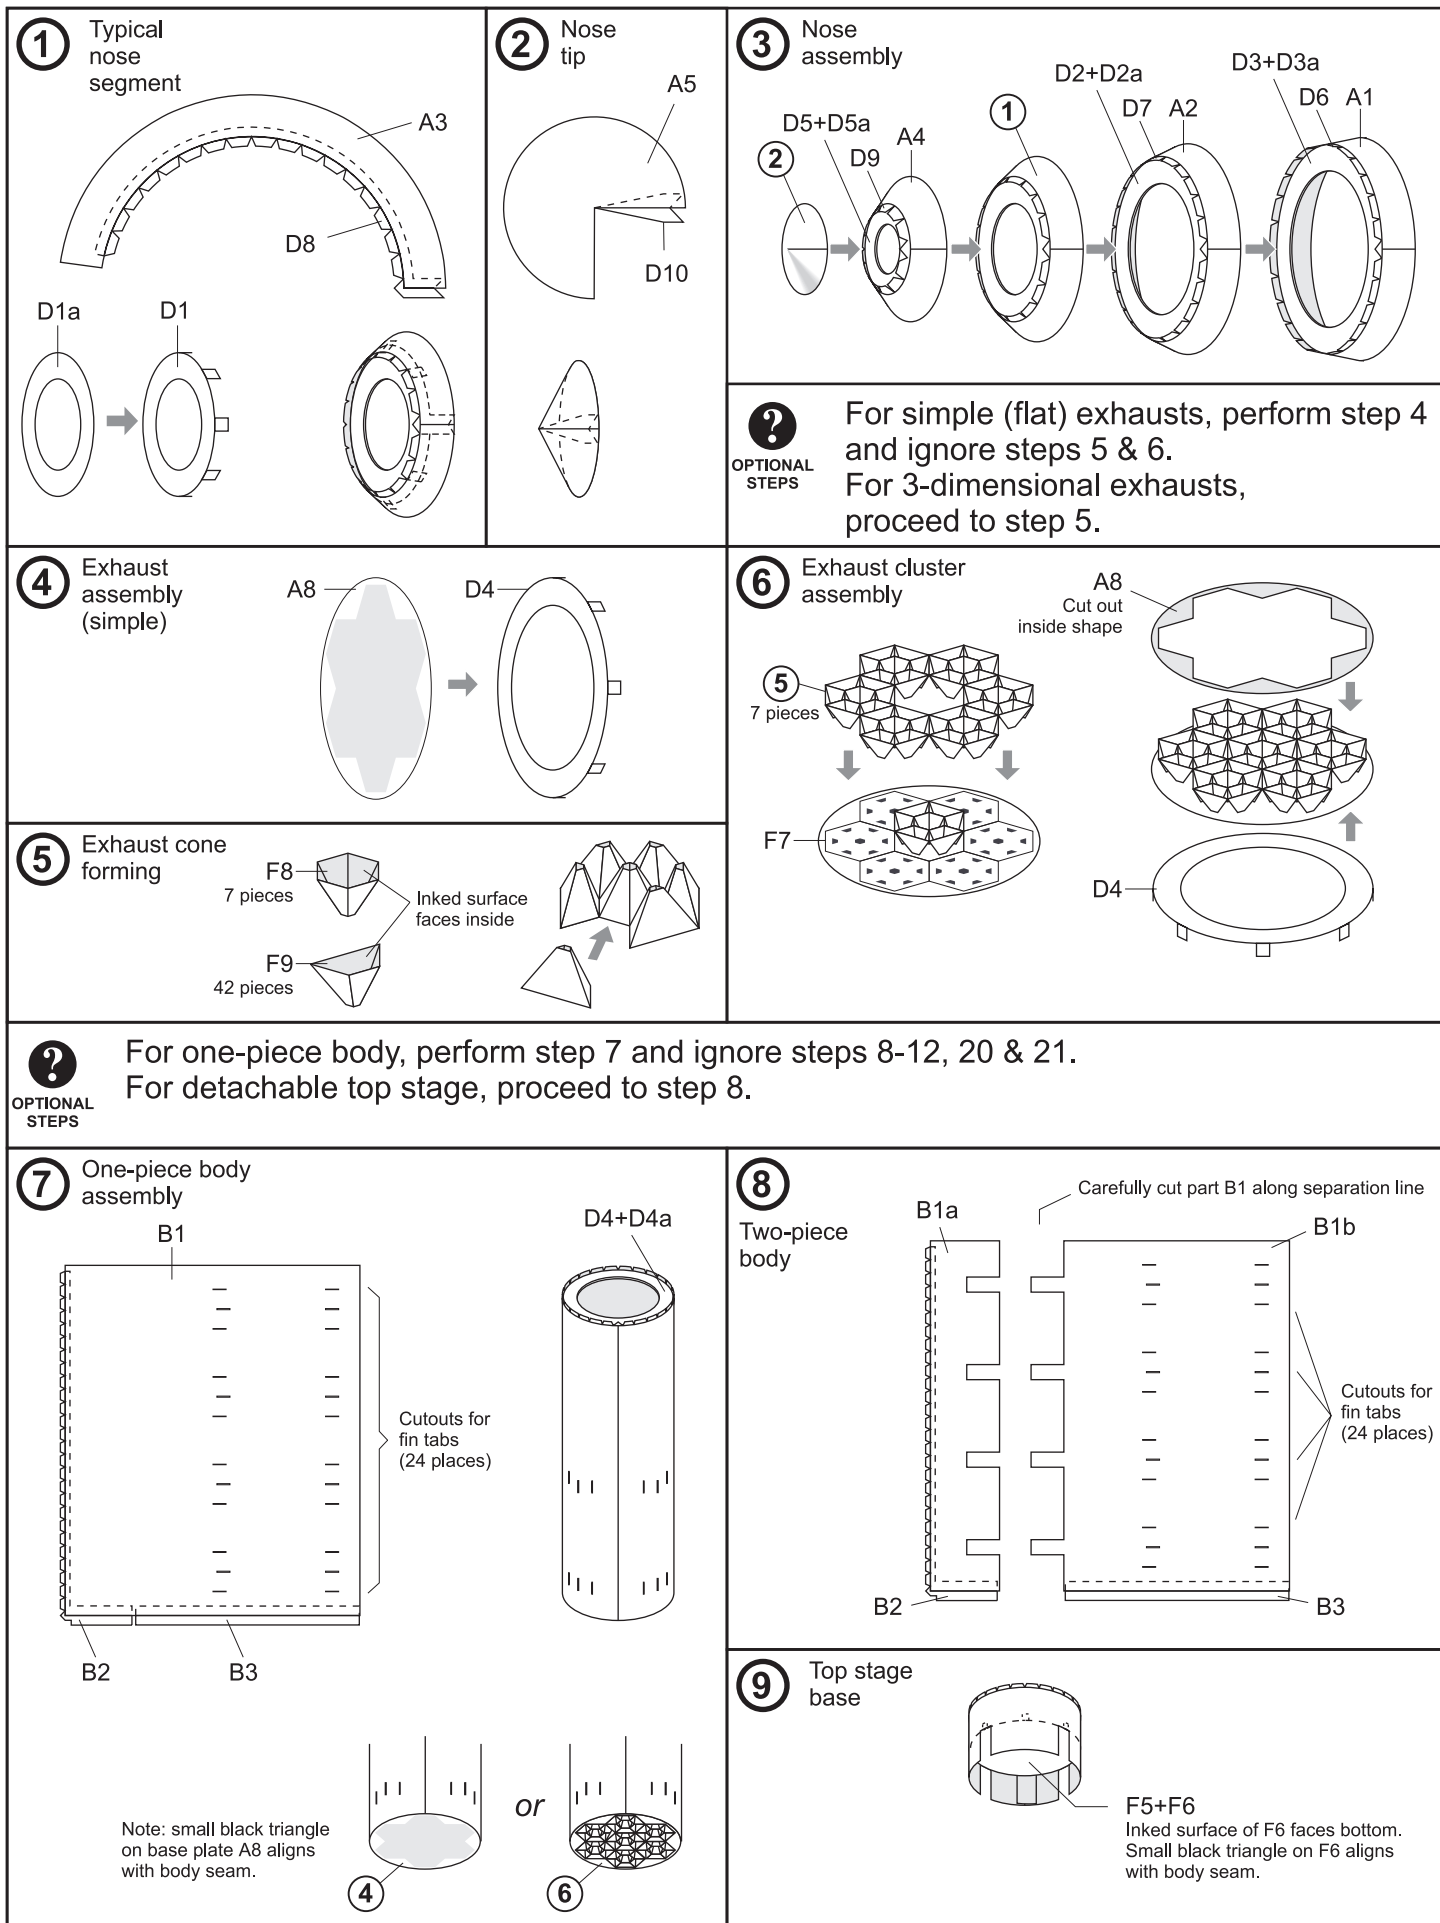 1
Typical
nose
segment
A3
D8
D1a
D1
2
Nose
tip
A5
D10
3
Nose
assembly
D3+D3a
D2+D2a
D6
A1
D7
A2
1
D5+D5a
A4
D9
2
?
OPTIONAL
STEPS
For simple (flat) exhausts, perform step 4
and ignore steps 5 & 6.
For 3-dimensional exhausts,
proceed to step 5.
4
Exhaust
assembly
(simple)
A8
D4
5
Exhaust cone
forming
F8
7 pieces
Inked surface
faces inside
F9
42 pieces
6
Exhaust cluster
assembly
A8
Cut out
inside shape
5
7 pieces
F7
D4
?
OPTIONAL
STEPS
For one-piece body, perform step 7 and ignore steps 8-12, 20 & 21.
For detachable top stage, proceed to step 8.
7
One-piece body
assembly
B1
D4+D4a
Cutouts for
fin tabs
(24 places)
B2
B3
or
Note: small black triangle
on base plate A8 aligns
with body seam.
4
6
8
Two-piece
body
Carefully cut part B1 along separation line
B1a
B1b
Cutouts for
fin tabs
(24 places)
B2
B3
9
Top stage
base
F5+F6
Inked surface of F6 faces bottom.
Small black triangle on F6 aligns
with body seam.